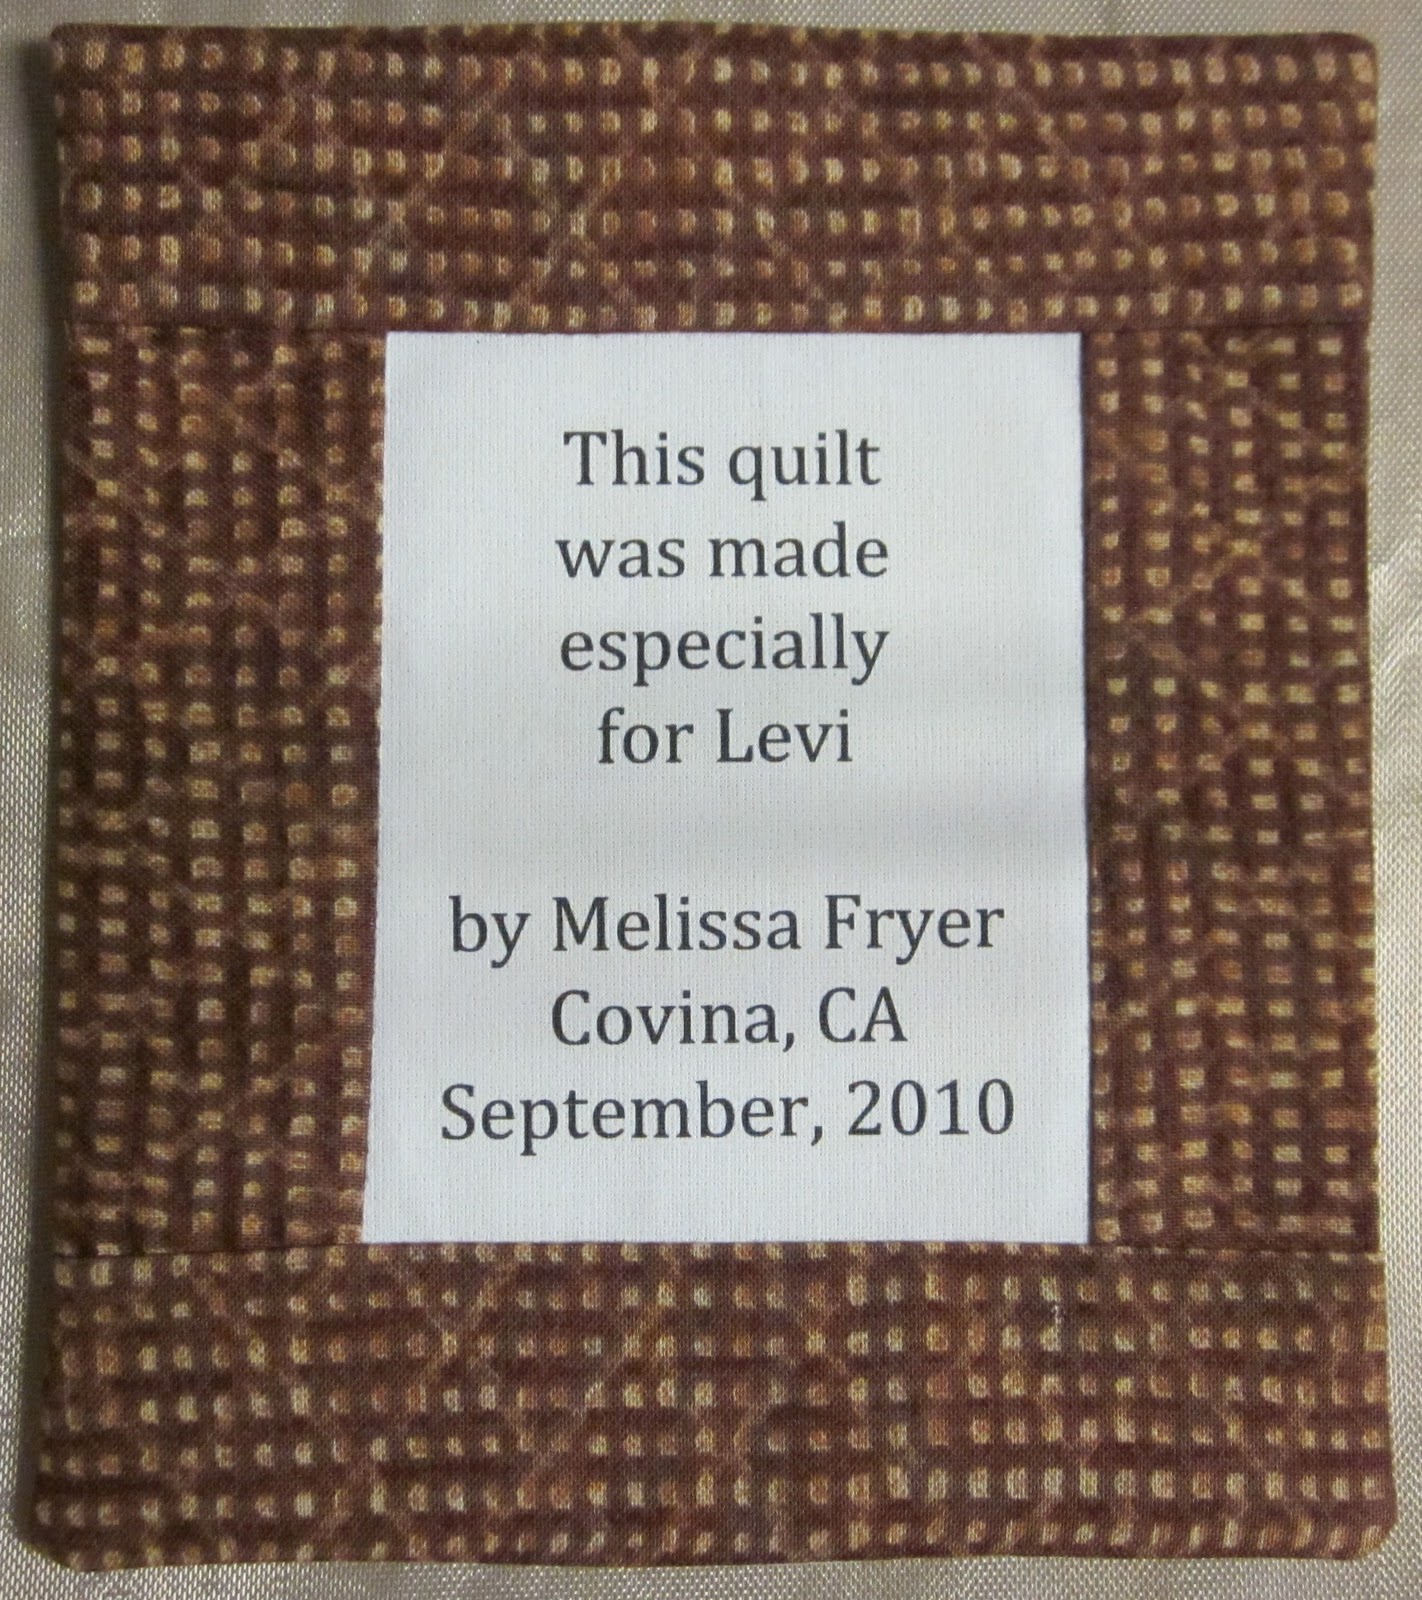 This quilt
was made
especially
for Levi
by Melissa Fryer
Covina, CA
September, 2010